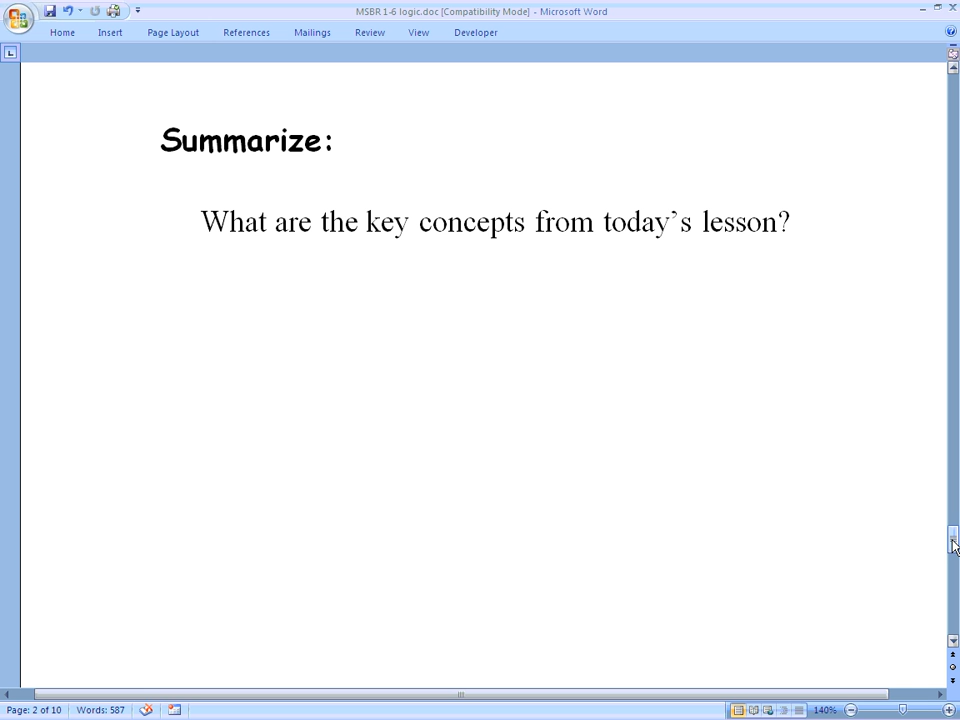 MSBR 1-6 logic.doc [Compatibility Mode] - Microsoft Word
Home Insert Page Layout References Mailings Review View Developer
Summarize:
What are the key concepts from today’s lesson?
Page: 2 of 10 Words: 587 140%